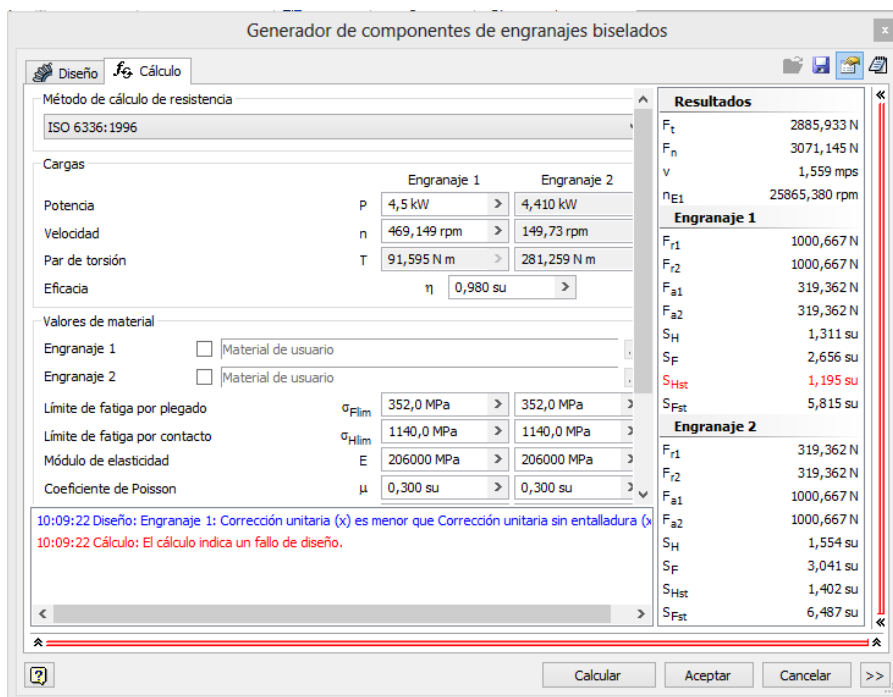 Generador de componentes de engranajes biselados
Diseño
Cálculo
Método de cálculo de resistencia
ISO 6336:1996
Cargas
Engranaje 1 Engranaje 2
Potencia P 4,5 kW > 4,410 kW
Velocidad n 469,149 rpm > 149,73 rpm
Par de torsión T 91,595 N m > 281,259 N m
Eficacia η 0,980 su >
Valores de material
Engranaje 1 Material de usuario
Engranaje 2 Material de usuario
Límite de fatiga por plegado σFlim 352,0 MPa > 352,0 MPa >
Límite de fatiga por contacto σHlim 1140,0 MPa > 1140,0 MPa >
Módulo de elasticidad E 206000 MPa > 206000 MPa >
Coeficiente de Poisson μ 0,300 su > 0,300 su >
10:09:22 Diseño: Engranaje 1: Corrección unitaria (x) es menor que Corrección unitaria sin entalladura (x
10:09:22 Cálculo: El cálculo indica un fallo de diseño.
Resultados
Ft 2885,933 N
Fn 3071,145 N
v 1,559 mps
nE1 25865,380 rpm
Engranaje 1
Fr1 1000,667 N
Fr2 1000,667 N
Fa1 319,362 N
Fa2 319,362 N
SH 1,311 su
SF 2,656 su
SHst 1,195 su
SFst 5,815 su
Engranaje 2
Fr1 319,362 N
Fr2 319,362 N
Fa1 1000,667 N
Fa2 1000,667 N
SH 1,554 su
SF 3,041 su
SHst 1,402 su
SFst 6,487 su
Calcular
Aceptar
Cancelar
>>